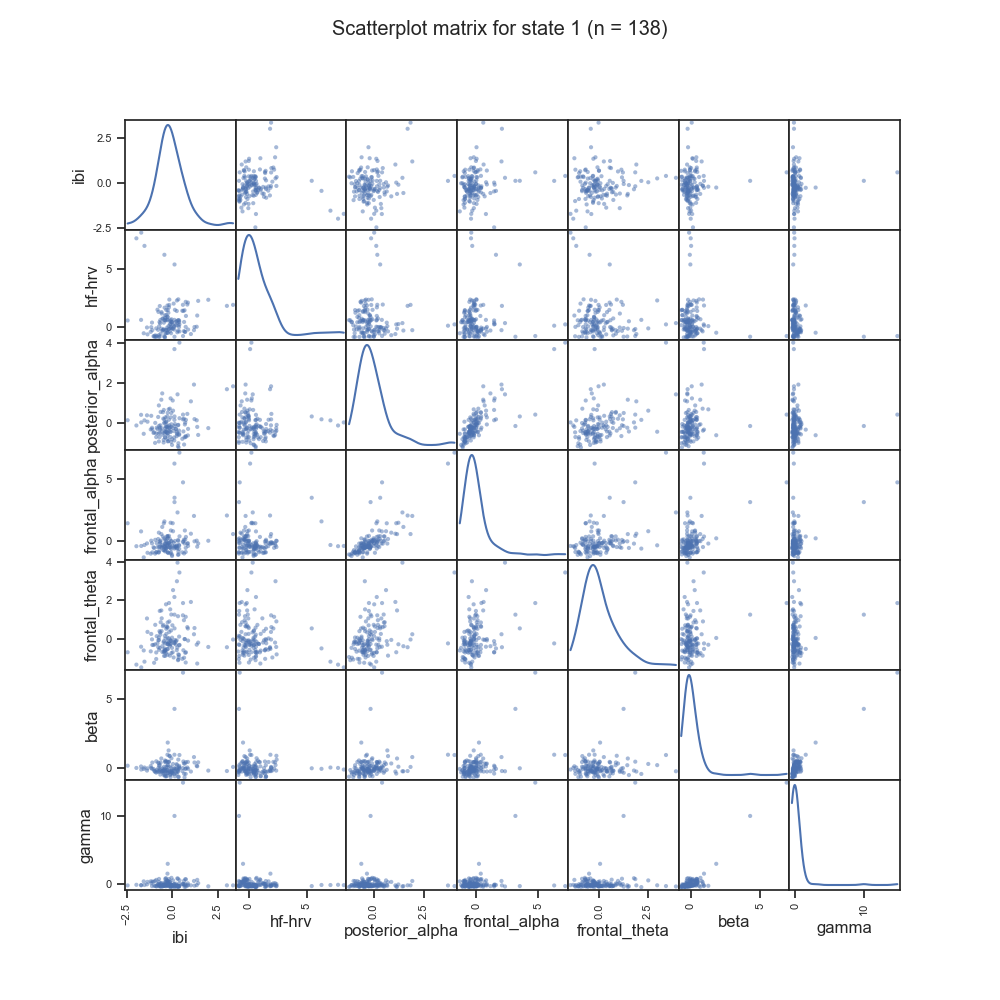 Scatterplot matrix for state 1 (n = 138)
ibi
2.5
0.0
−2.5
hf-hrv
5
0
posterior_alpha
4
2
0
frontal_alpha
5
0
frontal_theta
4
2
0
beta
5
0
gamma
10
0
−2.5 0.0 2.5 0 5 0.0 2.5 0 5 0.0 2.5 0 5 0 10
ibi hf-hrv posterior_alpha frontal_alpha frontal_theta beta gamma